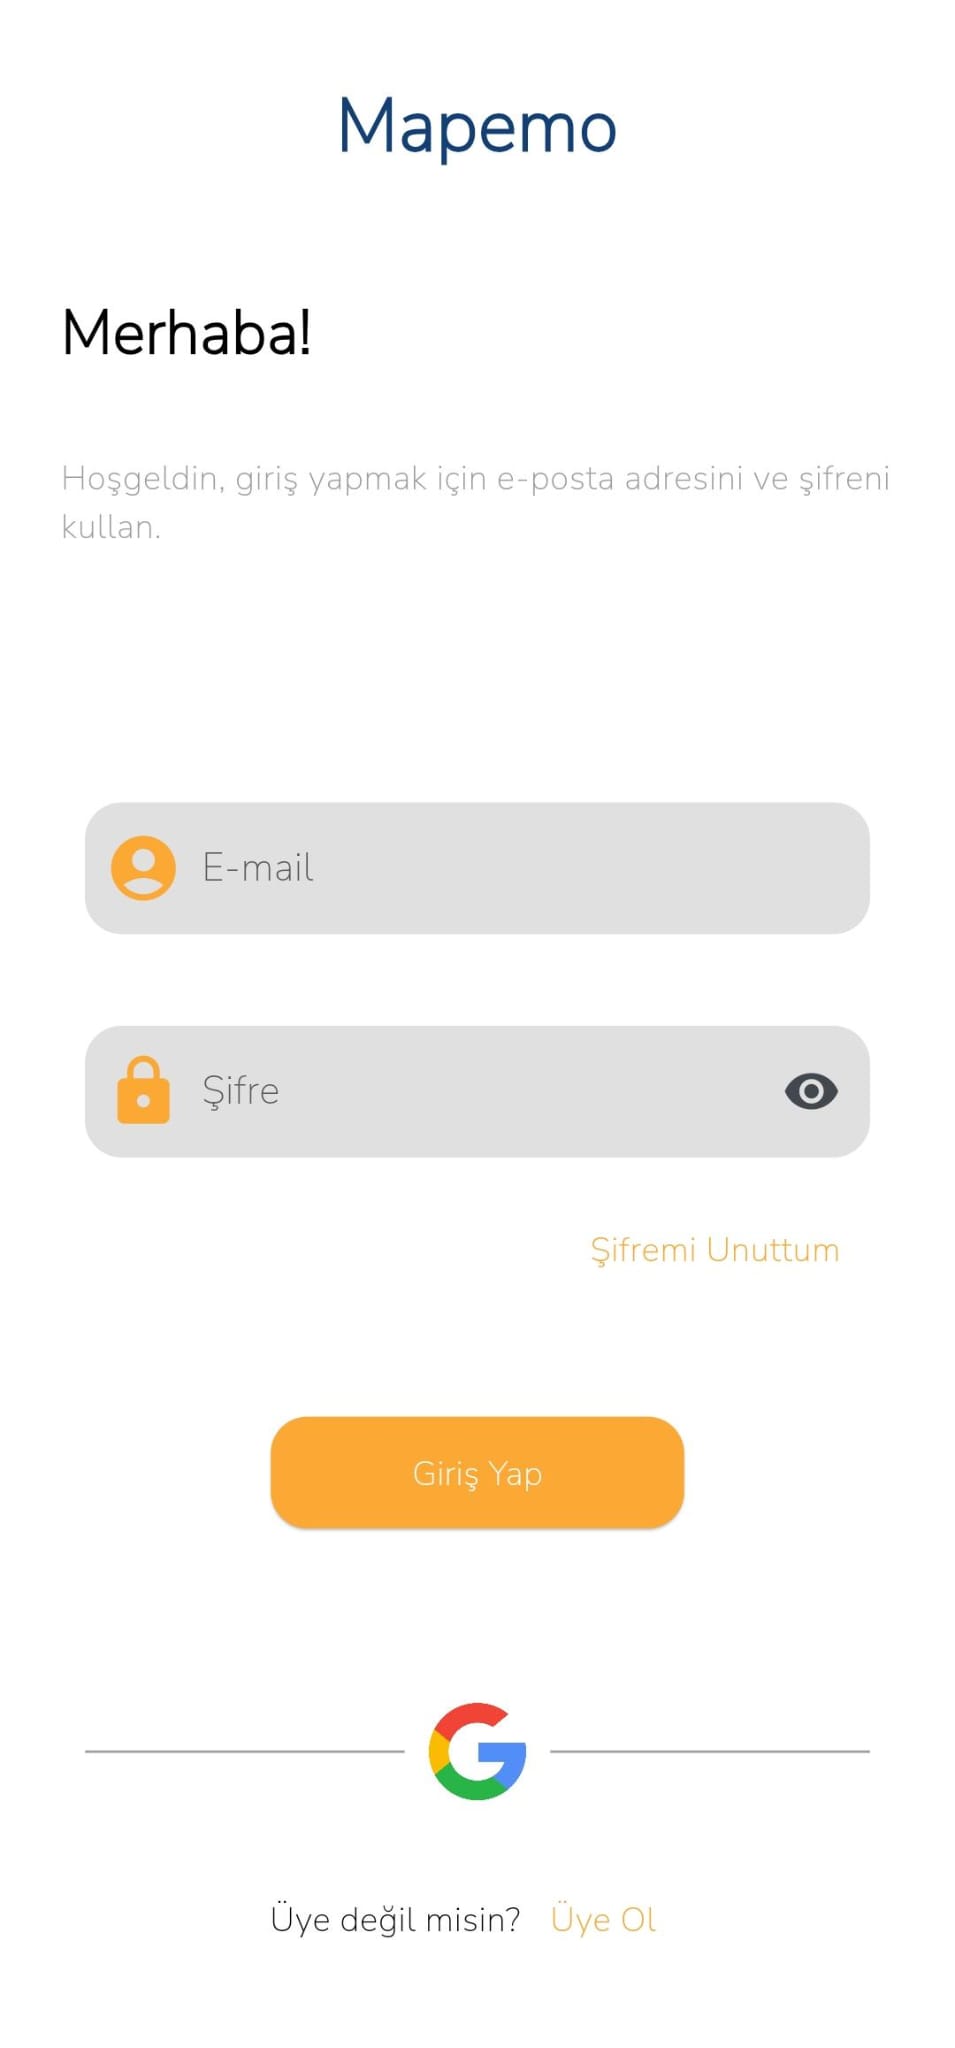 Mapemo
Merhaba!
Hoşgeldin, giriş yapmak için e-posta adresini ve şifreni
kullan.
E-mail
Şifre
Şifremi Unuttum
Giriş Yap
Üye değil misin? Üye Ol